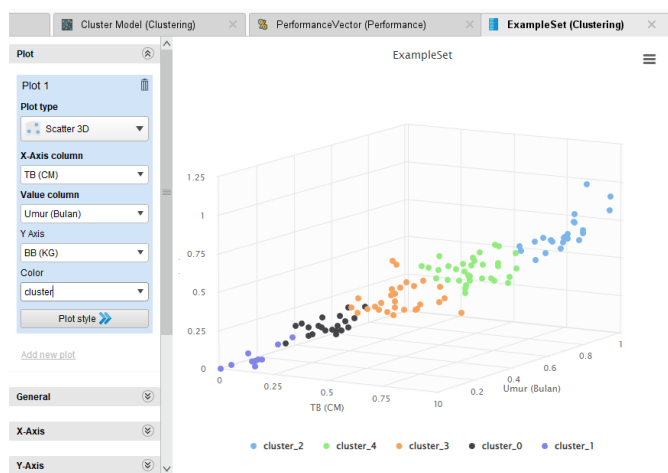 Cluster Model (Clustering)
PerformanceVector (Performance)
ExampleSet (Clustering)
Plot
Plot 1
Plot type
Scatter 3D
X-Axis column
TB (CM)
Value column
Umur (Bulan)
Y Axis
BB (KG)
Color
cluster
Plot style
Add new plot
General
X-Axis
Y-Axis
ExampleSet
1.25
1
0.75
0.5
0.25
0
0
0.25
0.5
0.75
10
TB (CM)
0.2
0.4
0.6
0.8
1
Umur (Bulan)
cluster_2 cluster_4 cluster_3 cluster_0 cluster_1